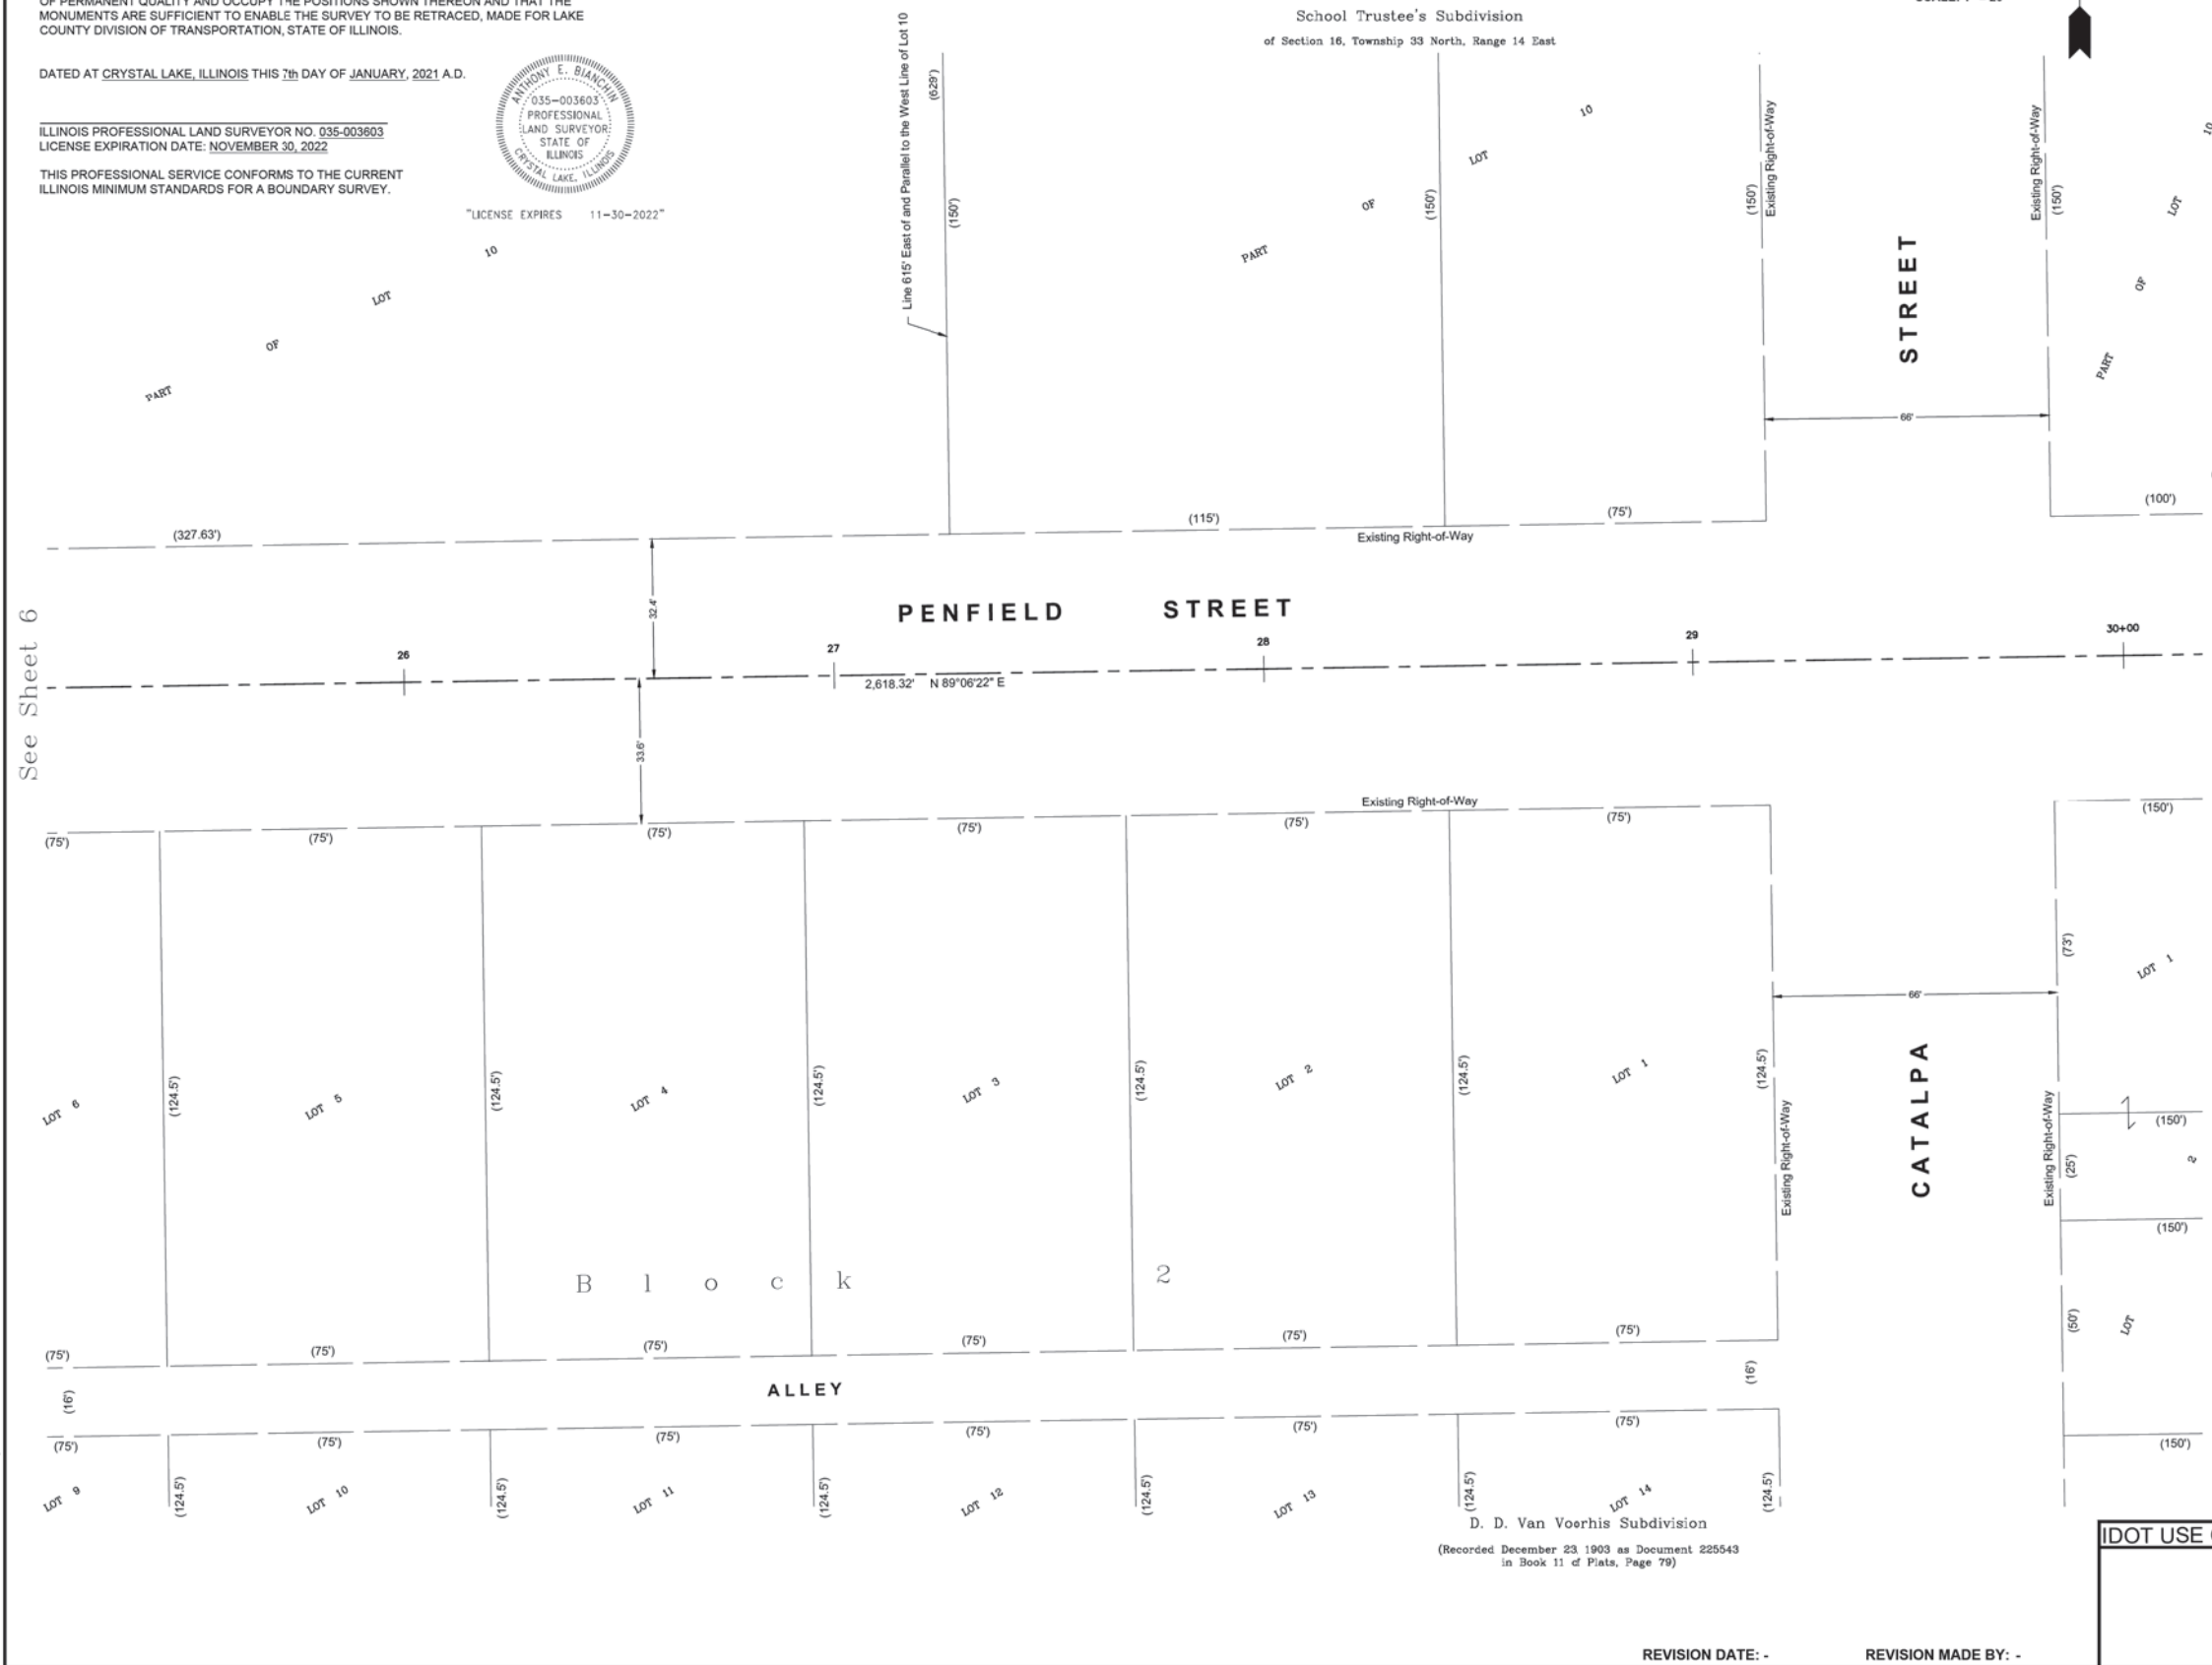 MONUMENTS ARE SUFFICIENT TO ENABLE THE SURVEY TO BE RETRACED, MADE FOR LAKE
COUNTY DIVISION OF TRANSPORTATION, STATE OF ILLINOIS.
DATED AT CRYSTAL LAKE, ILLINOIS THIS 7th DAY OF JANUARY, 2021 A.D.
ILLINOIS PROFESSIONAL LAND SURVEYOR NO. 035-003603
LICENSE EXPIRATION DATE: NOVEMBER 30, 2022
THIS PROFESSIONAL SERVICE CONFORMS TO THE CURRENT
ILLINOIS MINIMUM STANDARDS FOR A BOUNDARY SURVEY.
ANTHONY E. BIANCHIN
035-003603
PROFESSIONAL
LAND SURVEYOR
STATE OF
ILLINOIS
CRYSTAL LAKE, ILLINOIS
"LICENSE EXPIRES 11-30-2022"
School Trustee's Subdivision
of Section 16, Township 33 North, Range 14 East
Line 615' East of and Parallel to the West Line of Lot 10
(629')
(150')
(150')
(150')
Existing Right-of-Way
Existing Right-of-Way
(150')
PART OF LOT 10
PART OF LOT 10
PART OF LOT 10
STREET
66'
(327.63')
(115')
(75')
(100')
Existing Right-of-Way
32.4'
PENFIELD STREET
See Sheet 6
26
27
28
29
30+00
2,618.32' N 89°06'22" E
33.6'
Existing Right-of-Way
(75')
(75')
(75')
(75')
(75')
(75')
(150')
(73')
LOT 1
66'
LOT 6
(124.5')
LOT 5
(124.5')
LOT 4
(124.5')
LOT 3
(124.5')
LOT 2
(124.5')
LOT 1
(124.5')
Existing Right-of-Way
CATALPA
Existing Right-of-Way
(150')
(25')
2
(150')
(50')
LOT
(150')
Block 2
(75')
(75')
(75')
(75')
(75')
(75')
(16')
ALLEY
(16')
(75')
(75')
(75')
(75')
(75')
(75')
LOT 9
(124.5')
LOT 10
(124.5')
LOT 11
(124.5')
LOT 12
(124.5')
LOT 13
(124.5')
LOT 14
(124.5')
D. D. Van Voorhis Subdivision
(Recorded December 23, 1903 as Document 225543
in Book 11 of Plats, Page 79)
IDOT USE
REVISION DATE: -
REVISION MADE BY: -